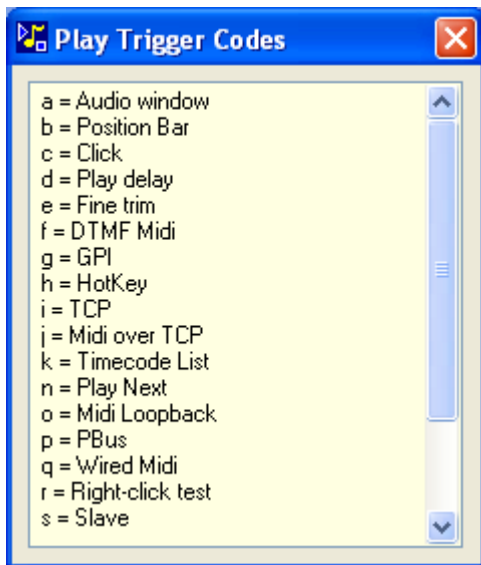 Play Trigger Codes
a = Audio window
b = Position Bar
c = Click
d = Play delay
e = Fine trim
f = DTMF Midi
g = GPI
h = HotKey
i = TCP
j = Midi over TCP
k = Timecode List
n = Play Next
o = Midi Loopback
p = PBus
q = Wired Midi
r = Right-click test
s = Slave